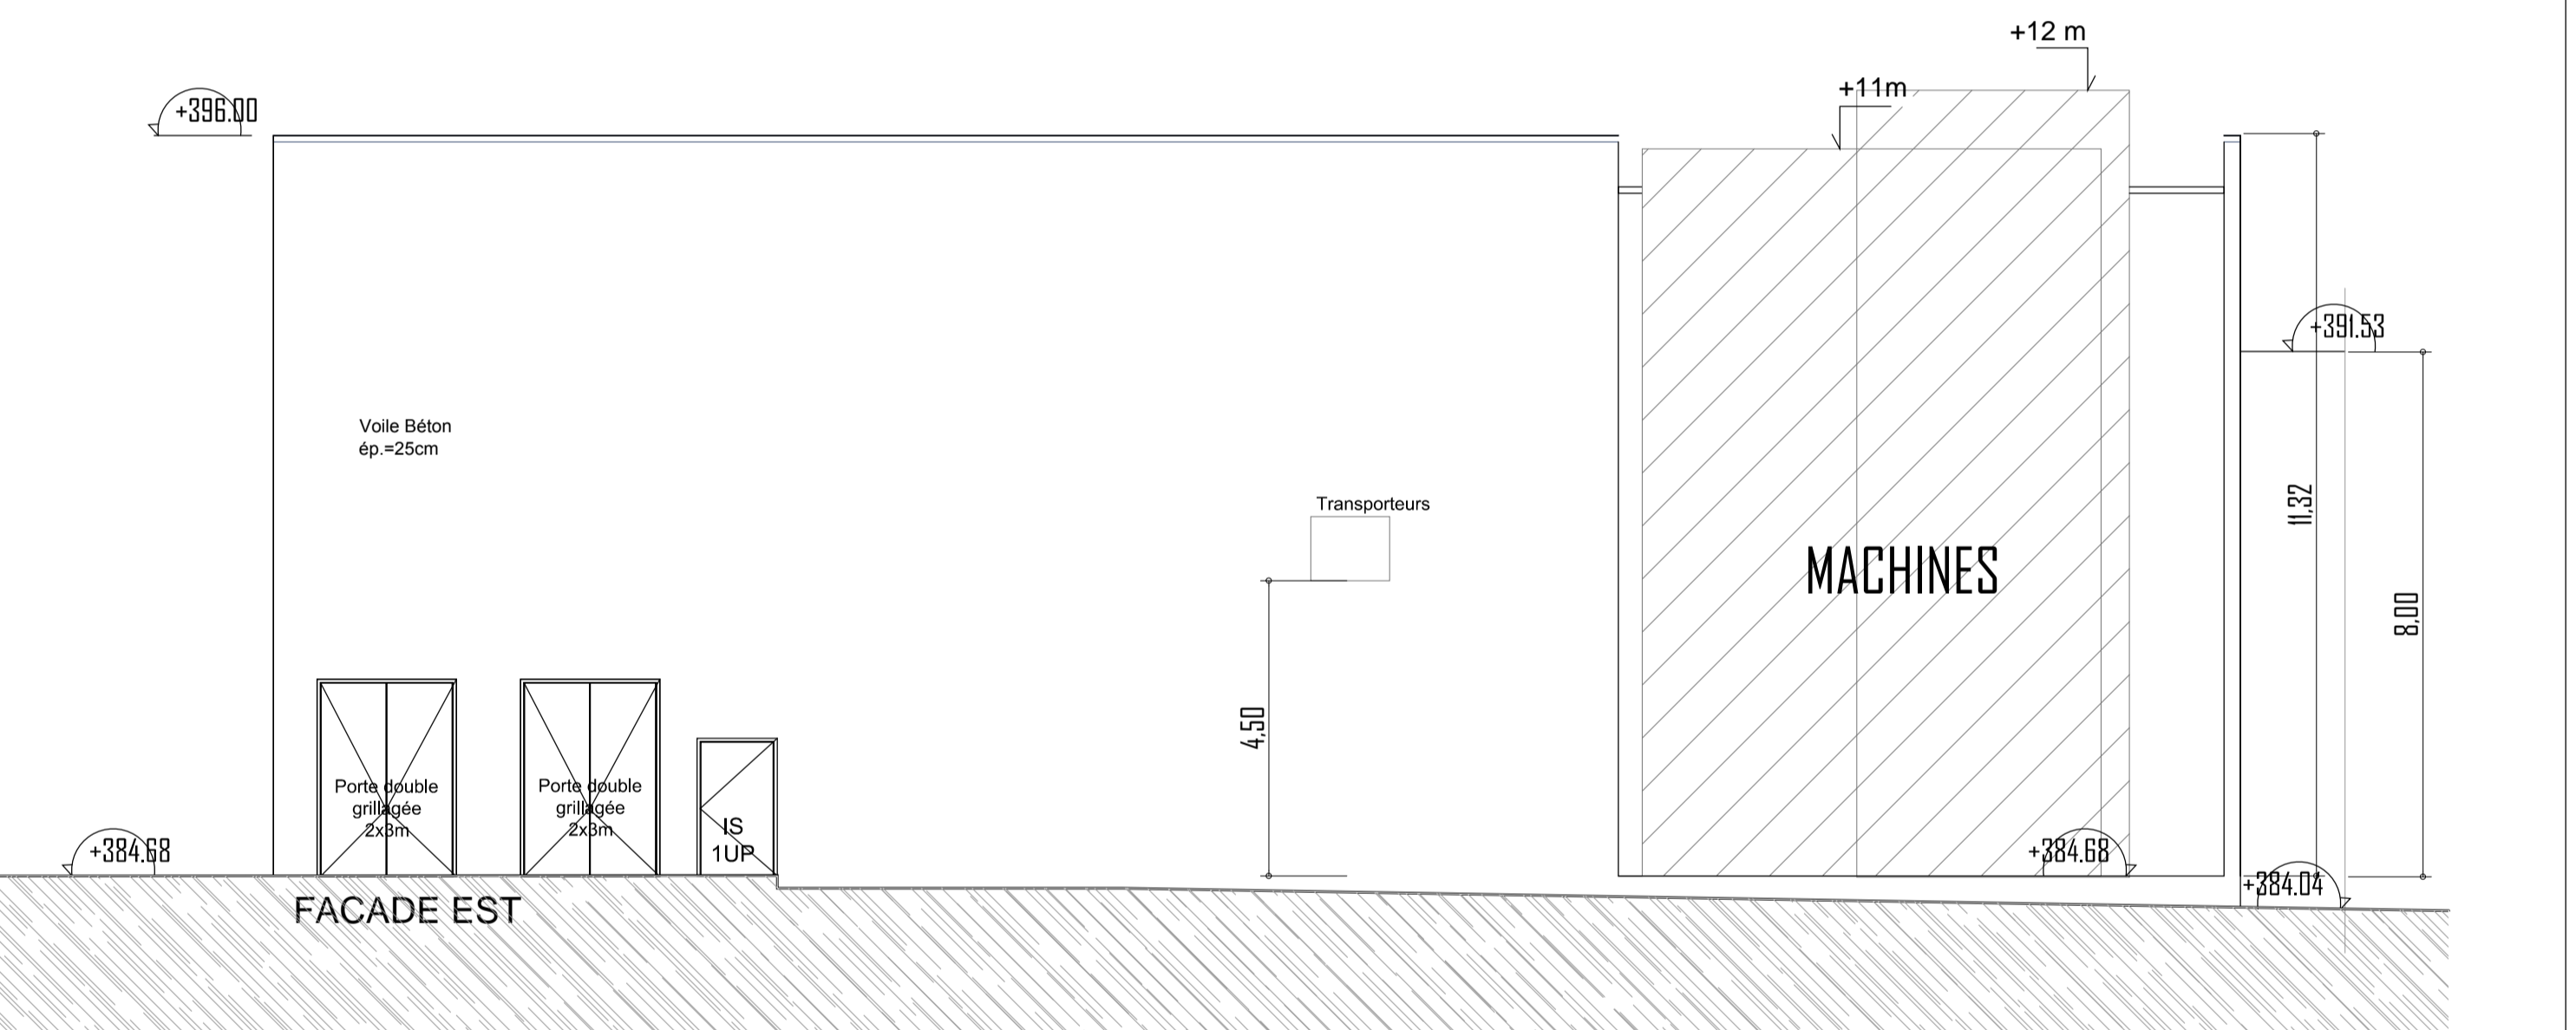 +12 m
+11m
+396.00
+391.53
Voile Béton
ép.=25cm
Transporteurs
11,32
MACHINES
8,00
4,50
Porte double
grillagée
2x3m
Porte double
grillagée
2x3m
IS
1UP
+384.68
+384.68
+384.04
FACADE EST